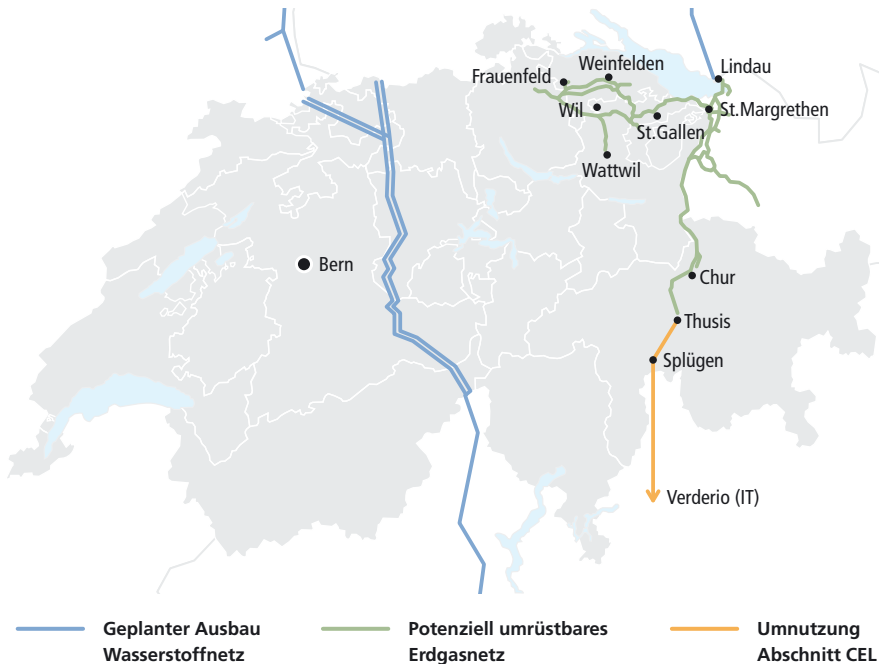 Weinfelden
Lindau
Frauenfeld
Wil
St.Margrethen
St.Gallen
Wattwil
Bern
Chur
Thusis
Splügen
Verderio (IT)
Geplanter Ausbau
Wasserstoffnetz
Potenziell umrüstbares
Erdgasnetz
Umnutzung
Abschnitt CEL